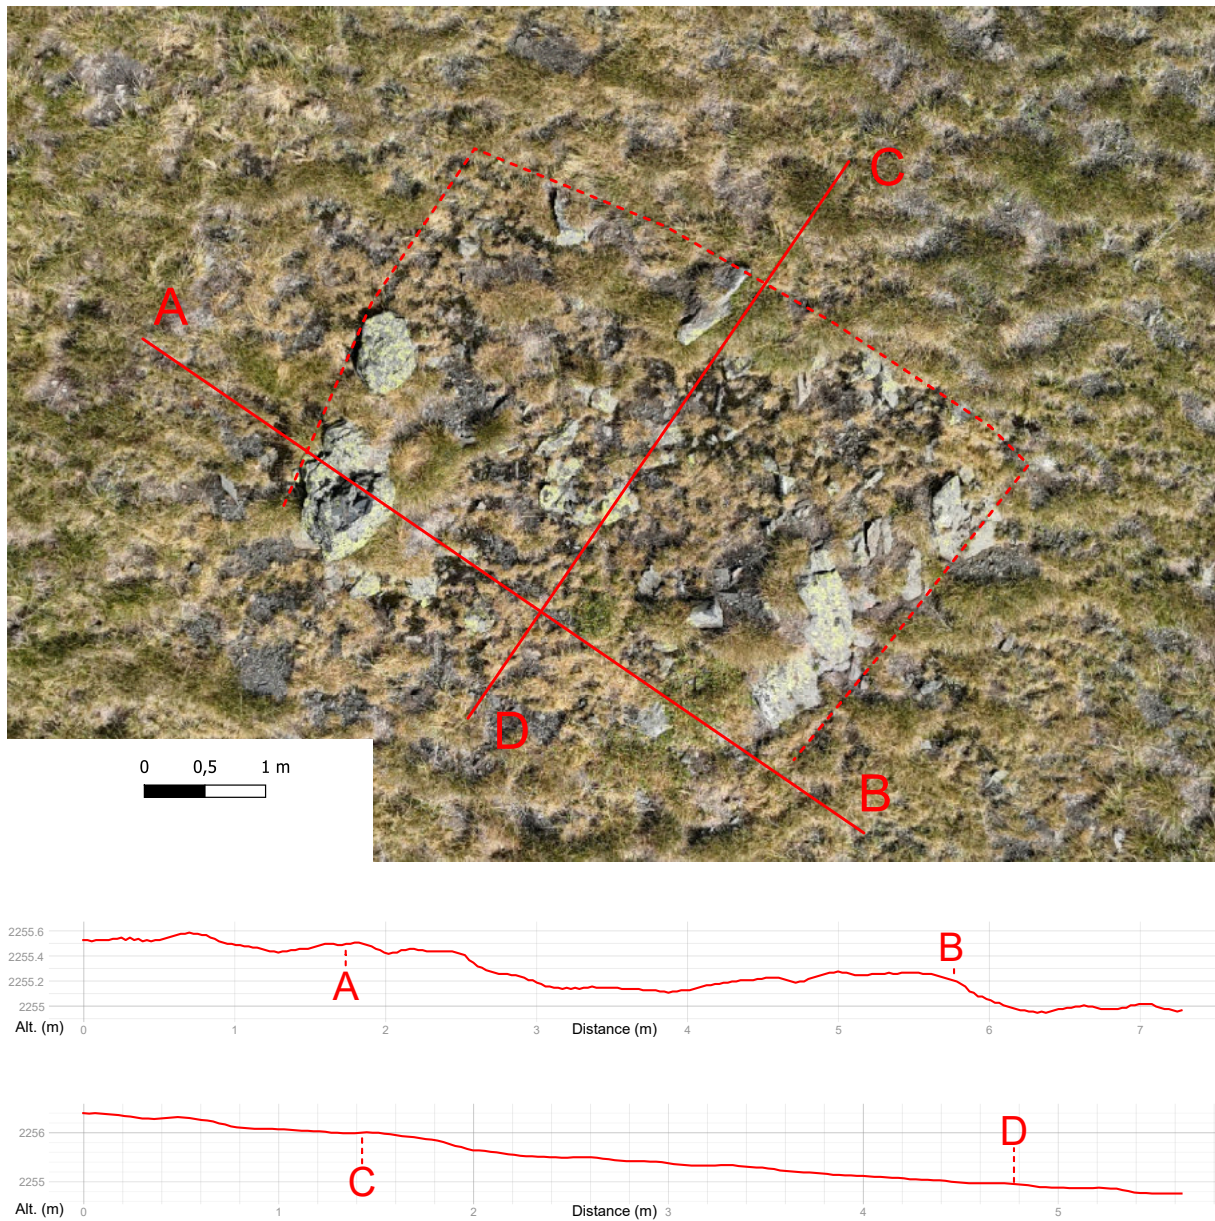 C
A
D
B
0 0,5 1 m
2255.6
2255.4
2255.2
2255
A
B
Alt. (m) 0 1 2 3 Distance (m) 4 5 6 7
2256
2255
C
D
Alt. (m) 0 1 2 Distance (m) 3 4 5